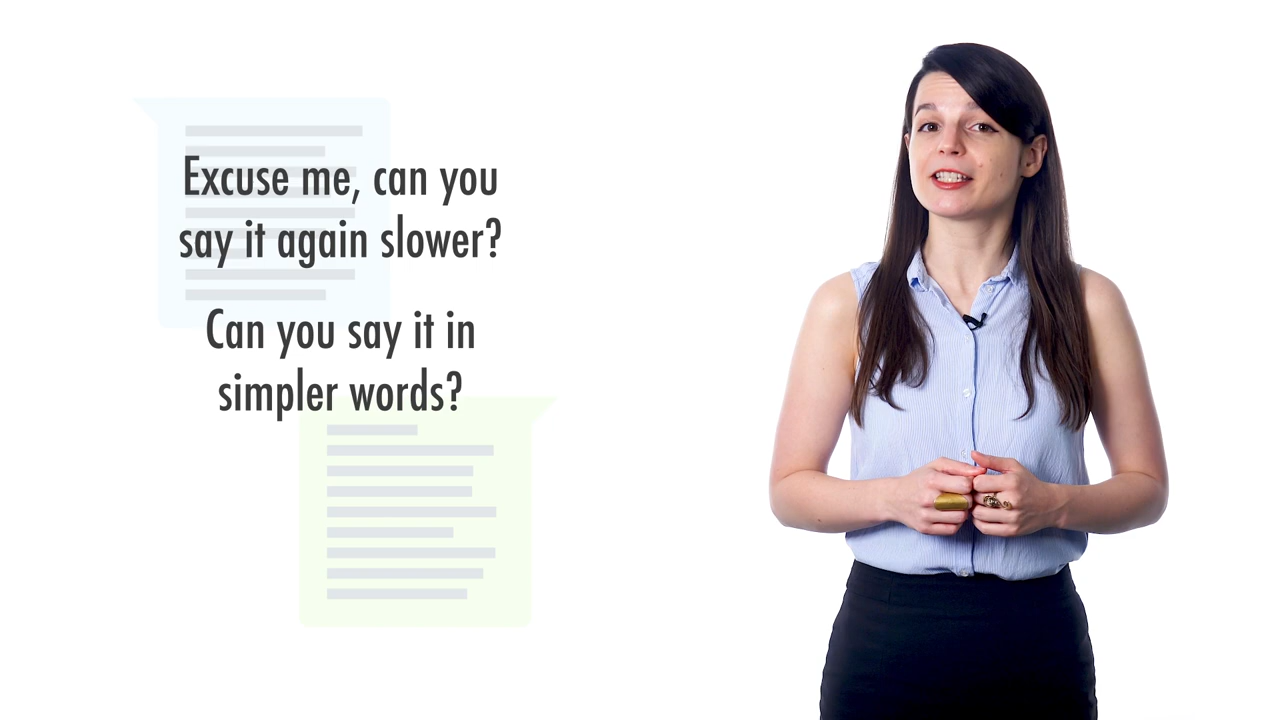 Excuse me, can you
say it again slower?
Can you say it in
simpler words?